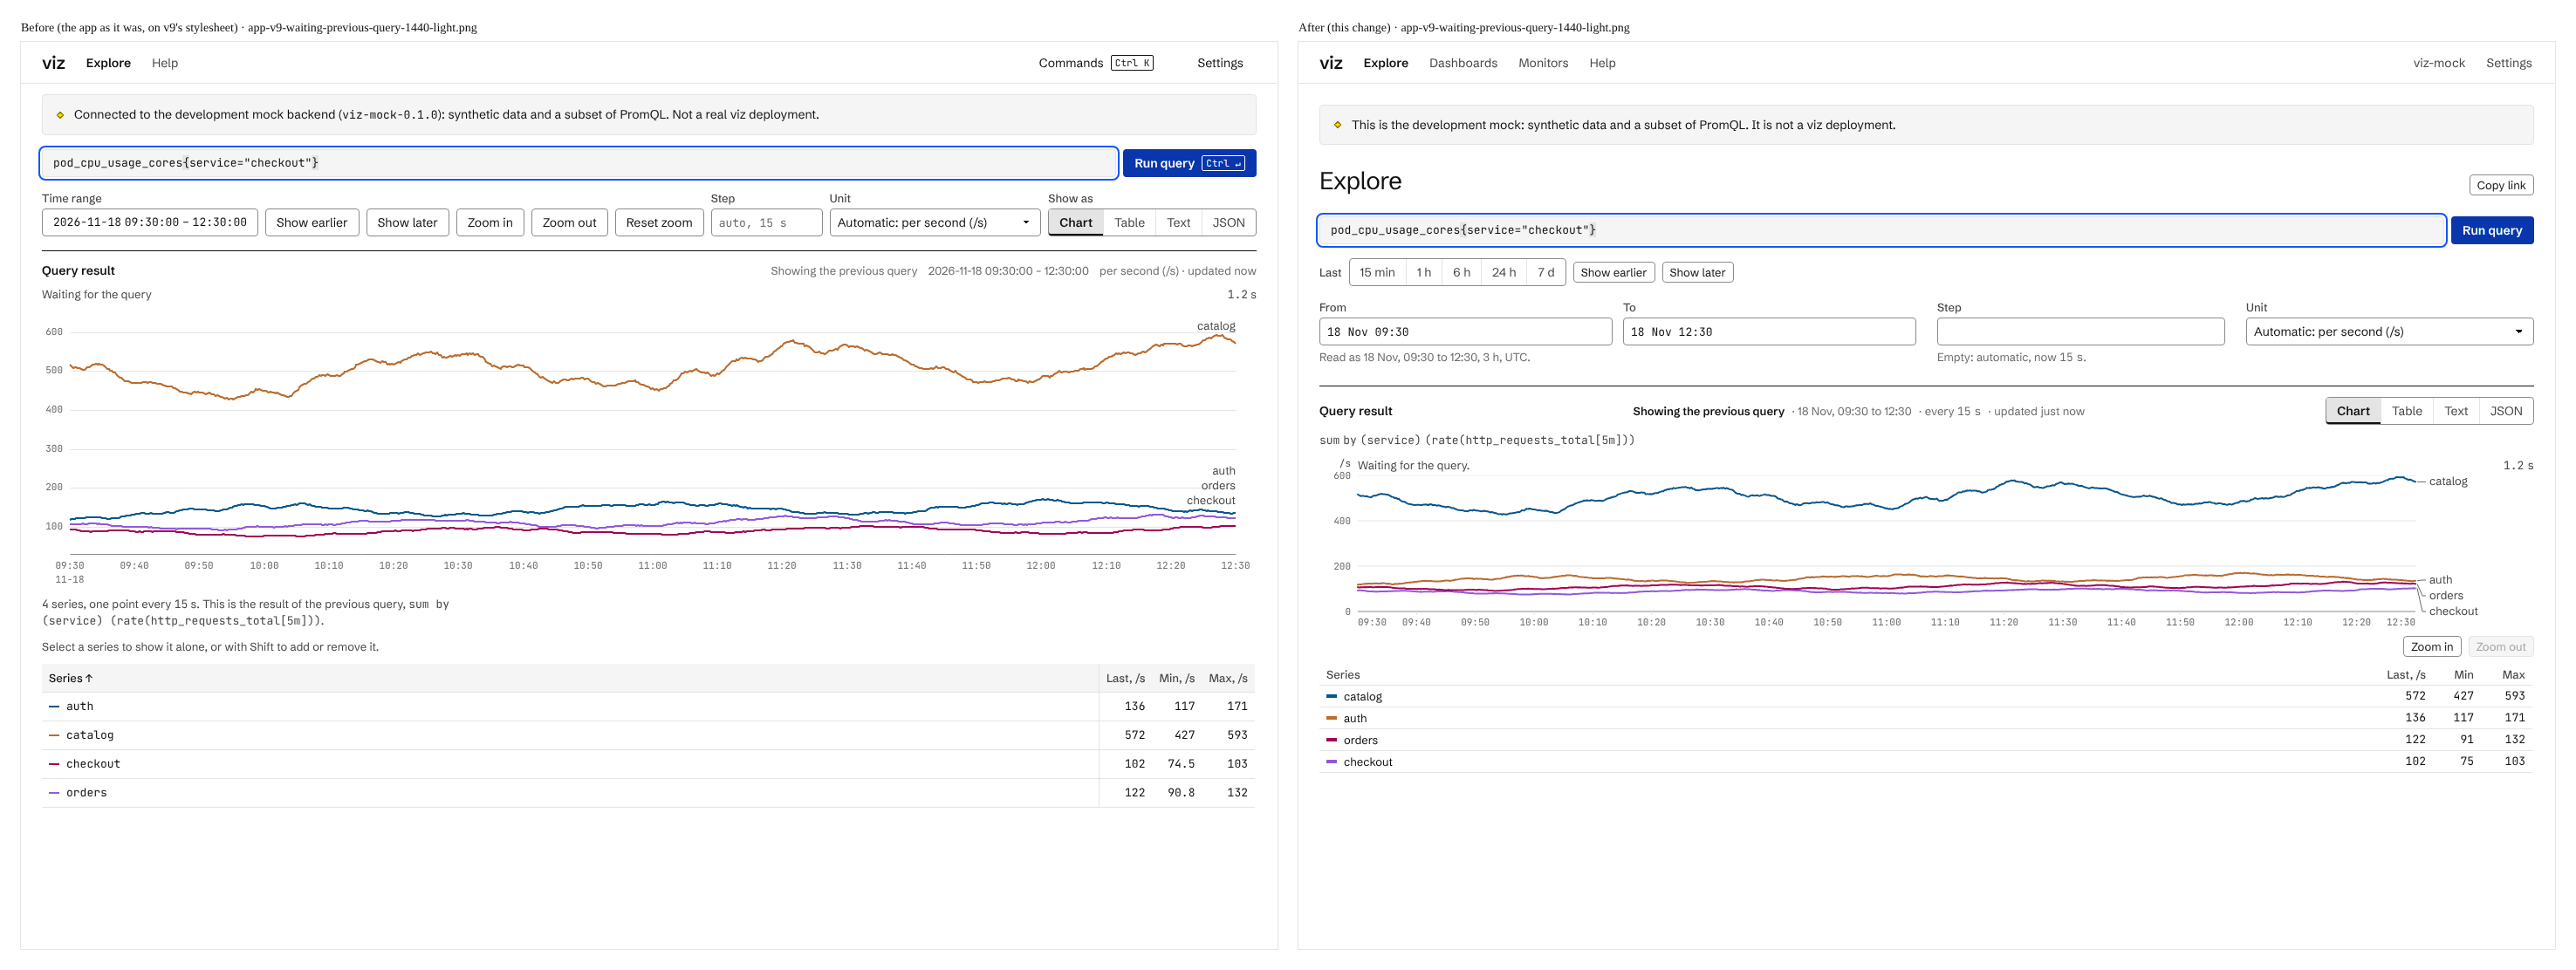 Before (the app as it was, on v9's stylesheet) · app-v9-waiting-previous-query-1440-light.png
viz Explore Help Commands Ctrl K Settings
Connected to the development mock backend (viz-mock-0.1.0): synthetic data and a subset of PromQL. Not a real viz deployment.
pod_cpu_usage_cores{service="checkout"} Run query Ctrl ↵
Time range Step Unit Show as
2026-11-18 09:30:00 – 12:30:00 Show earlier Show later Zoom in Zoom out Reset zoom auto, 15 s Automatic: per second (/s) Chart Table Text JSON
Query result Showing the previous query 2026-11-18 09:30:00 – 12:30:00 per second (/s) · updated now
Waiting for the query 1.2 s
catalog
600
500
400
300
auth
200 orders
checkout
100
09:30 09:40 09:50 10:00 10:10 10:20 10:30 10:40 10:50 11:00 11:10 11:20 11:30 11:40 11:50 12:00 12:10 12:20 12:30
11-18
4 series, one point every 15 s. This is the result of the previous query, sum by
(service) (rate(http_requests_total[5m])).
Select a series to show it alone, or with Shift to add or remove it.
Series ↑ Last, /s Min, /s Max, /s
auth 136 117 171
catalog 572 427 593
checkout 102 74.5 103
orders 122 90.8 132
After (this change) · app-v9-waiting-previous-query-1440-light.png
viz Explore Dashboards Monitors Help viz-mock Settings
This is the development mock: synthetic data and a subset of PromQL. It is not a viz deployment.
Explore Copy link
pod_cpu_usage_cores{service="checkout"} Run query
Last 15 min 1 h 6 h 24 h 7 d Show earlier Show later
From To Step Unit
18 Nov 09:30 18 Nov 12:30 Automatic: per second (/s)
Read as 18 Nov, 09:30 to 12:30, 3 h, UTC. Empty: automatic, now 15 s.
Query result Showing the previous query · 18 Nov, 09:30 to 12:30 · every 15 s · updated just now Chart Table Text JSON
sum by (service) (rate(http_requests_total[5m]))
/s Waiting for the query. 1.2 s
600 catalog
400
200
auth
orders
0 checkout
09:30 09:40 09:50 10:00 10:10 10:20 10:30 10:40 10:50 11:00 11:10 11:20 11:30 11:40 11:50 12:00 12:10 12:20 12:30
Zoom in Zoom out
Series Last, /s Min Max
catalog 572 427 593
auth 136 117 171
orders 122 91 132
checkout 102 75 103